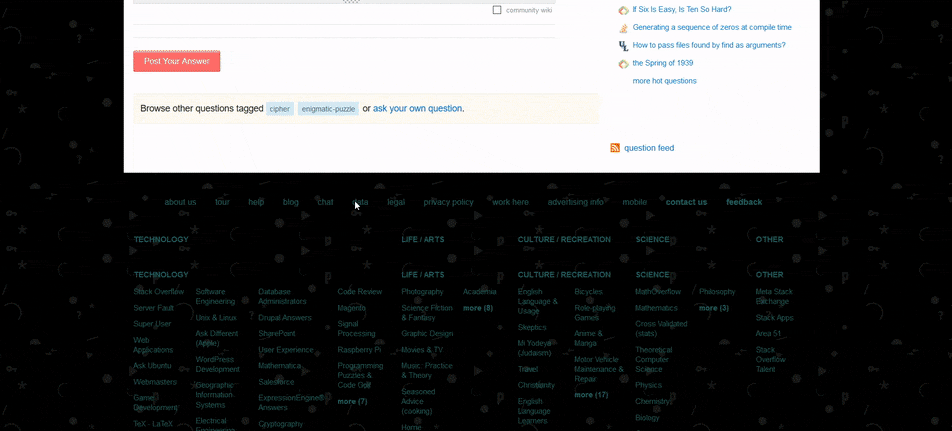 community wiki
Post Your Answer
Browse other questions tagged cipher enigmatic-puzzle or ask your own question.
If Six Is Easy, Is Ten So Hard?
Generating a sequence of zeros at compile time
How to pass files found by find as arguments?
the Spring of 1939
more hot questions
question feed
about us tour help blog chat data legal privacy policy work here advertising info mobile contact us feedback
TECHNOLOGY LIFE / ARTS CULTURE / RECREATION SCIENCE OTHER
TECHNOLOGY
Stack Overflow
Server Fault
Super User
Web
Applications
Ask Ubuntu
Webmasters
Game
Development
TeX - LaTeX
Software
Engineering
Unix & Linux
Ask Different
(Apple)
WordPress
Development
Geographic
Information
Systems
Electrical
Database
Administrators
Drupal Answers
SharePoint
User Experience
Mathematica
Salesforce
ExpressionEngine®
Answers
Cryptography
Code Review
Magento
Signal
Processing
Raspberry Pi
Programming
Puzzles &
Code Golf
more (7)
LIFE / ARTS
Photography
Science Fiction
& Fantasy
Graphic Design
Movies & TV
Music: Practice
& Theory
Seasoned
Advice
(cooking)
Home
Academia
more (8)
CULTURE / RECREATION
English
Language &
Usage
Skeptics
Mi Yodeya
(Judaism)
Travel
Christianity
English
Language
Learners
Bicycles
Role-playing
Games
Anime &
Manga
Motor Vehicle
Maintenance &
Repair
more (17)
SCIENCE
MathOverflow
Mathematics
Cross Validated
(stats)
Theoretical
Computer
Science
Physics
Chemistry
Biology
Philosophy
more (3)
OTHER
Meta Stack
Exchange
Stack Apps
Area 51
Stack
Overflow
Talent